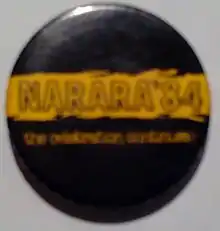 NARARA'84
the celebration continues